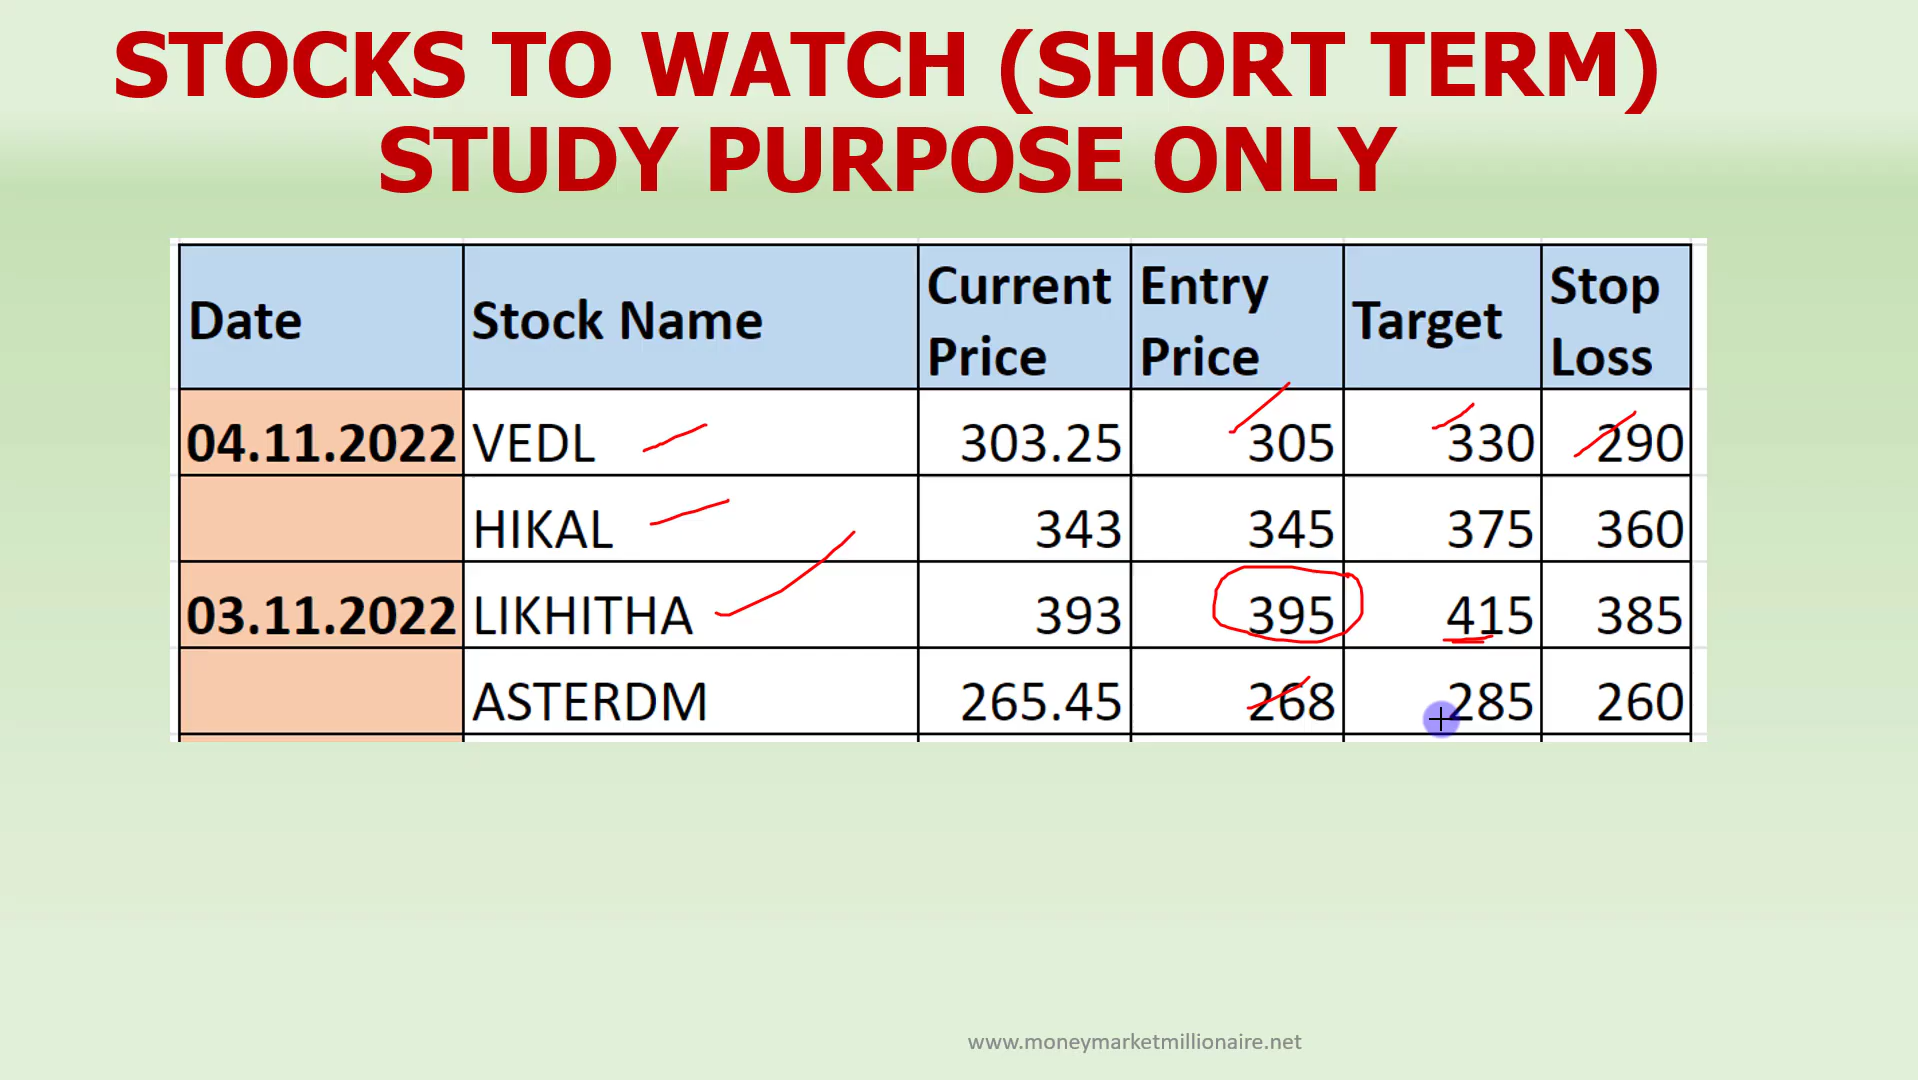 STOCKS TO WATCH (SHORT TERM)
STUDY PURPOSE ONLY
Date Stock Name Current Price Entry Price Target Stop Loss
04.11.2022 VEDL 303.25 305 330 290
HIKAL 343 345 375 360
03.11.2022 LIKHITHA 393 395 415 385
ASTERDM 265.45 268 285 260
www.moneymarketmillionaire.net